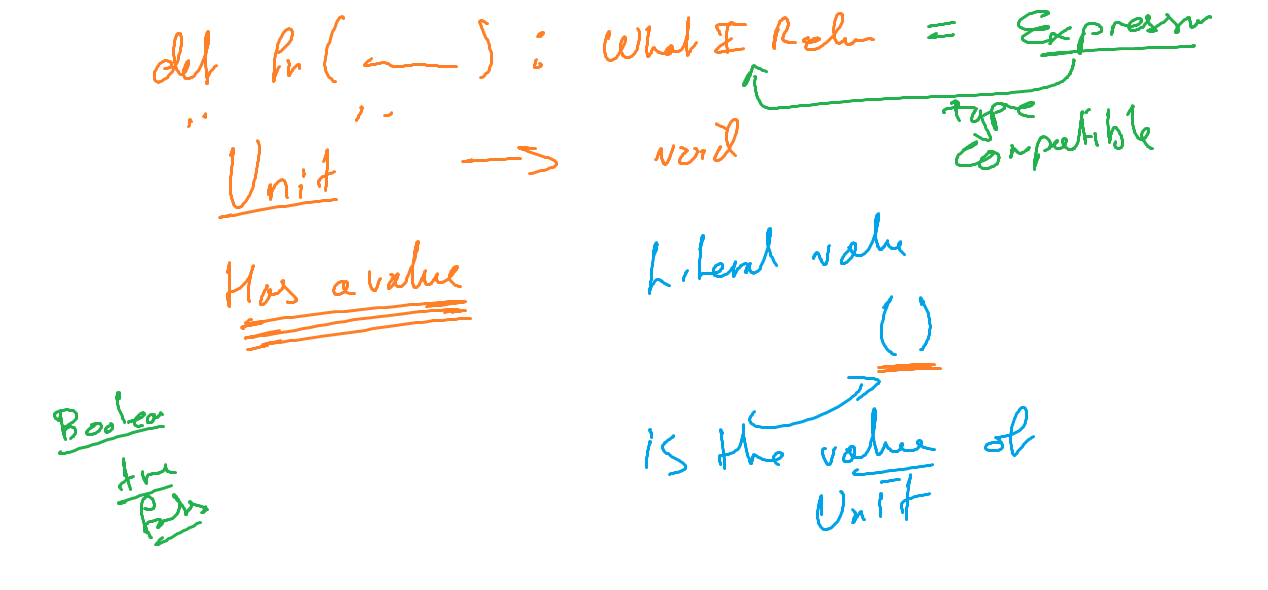 def fn( ___ ) : What I Return = Expression
type
compatible
Unit → void
Has a value
Literal value
()
is the value of
Unit
Boolean
true
false